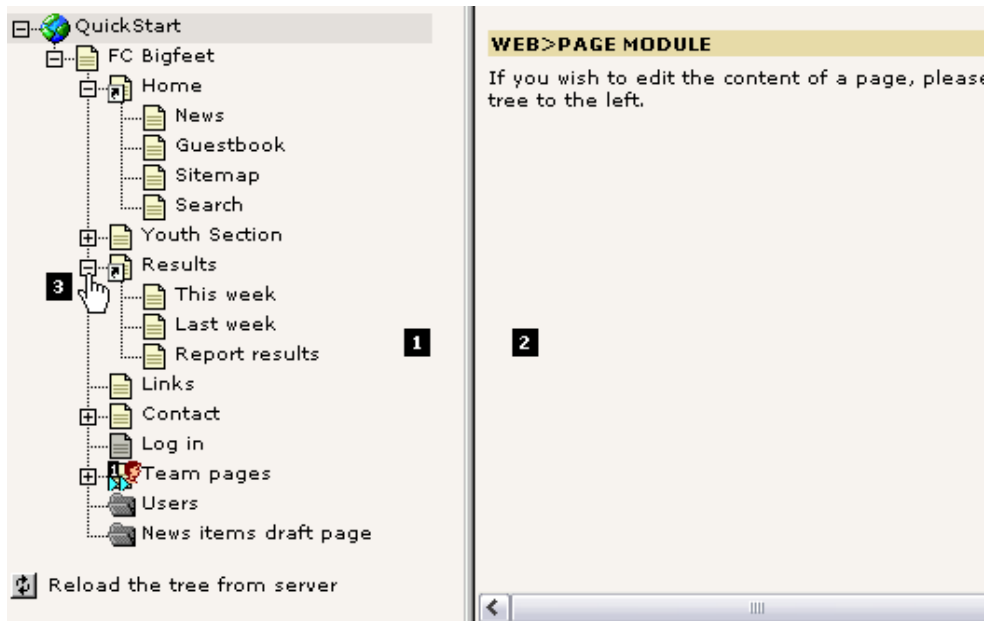 QuickStart
FC Bigfeet
Home
News
Guestbook
Sitemap
Search
Youth Section
Results
3
This week
Last week
Report results
1
Links
Contact
Log in
Team pages
Users
News items draft page
Reload the tree from server
WEB>PAGE MODULE
If you wish to edit the content of a page, please
tree to the left.
2